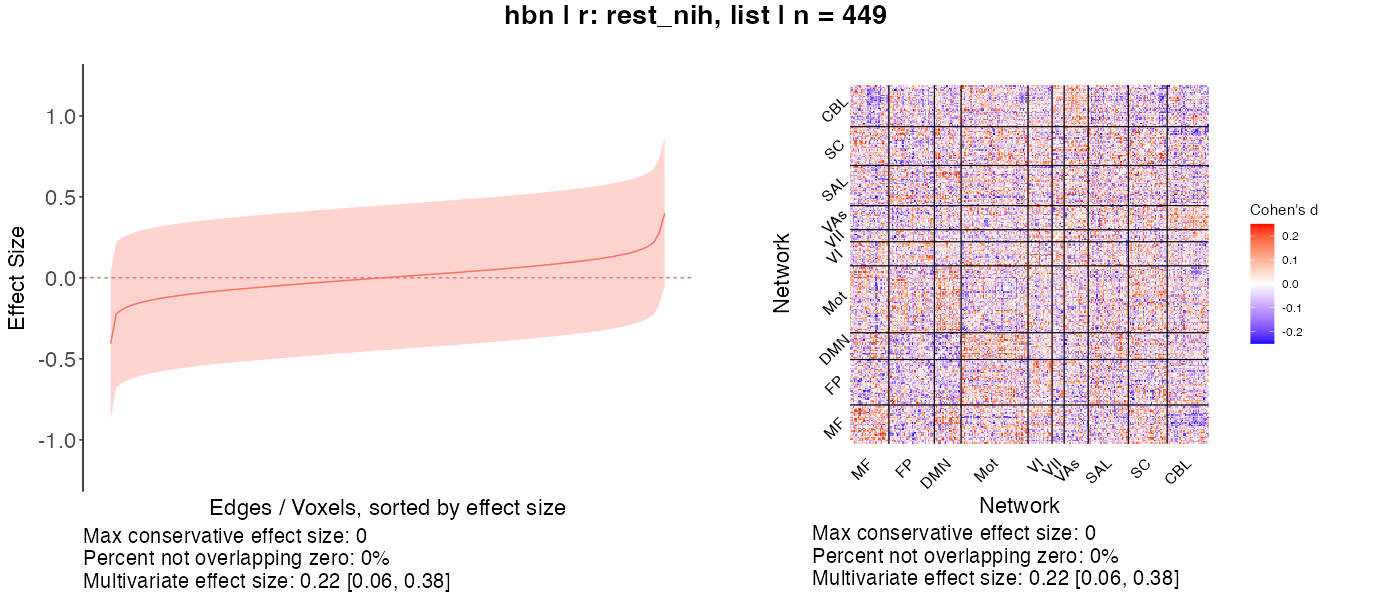 hbn | r: rest_nih, list | n = 449
Effect Size
1.0
0.5
0.0
-0.5
-1.0
Edges / Voxels, sorted by effect size
Max conservative effect size: 0
Percent not overlapping zero: 0%
Multivariate effect size: 0.22 [0.06, 0.38]
Network
CBL
SC
SAL
VAs
VII
VI
Mot
DMN
FP
MF
MF
FP
DMN
Mot
VI
VII
VAs
SAL
SC
CBL
Network
Max conservative effect size: 0
Percent not overlapping zero: 0%
Multivariate effect size: 0.22 [0.06, 0.38]
Cohen's d
0.2
0.1
0.0
-0.1
-0.2